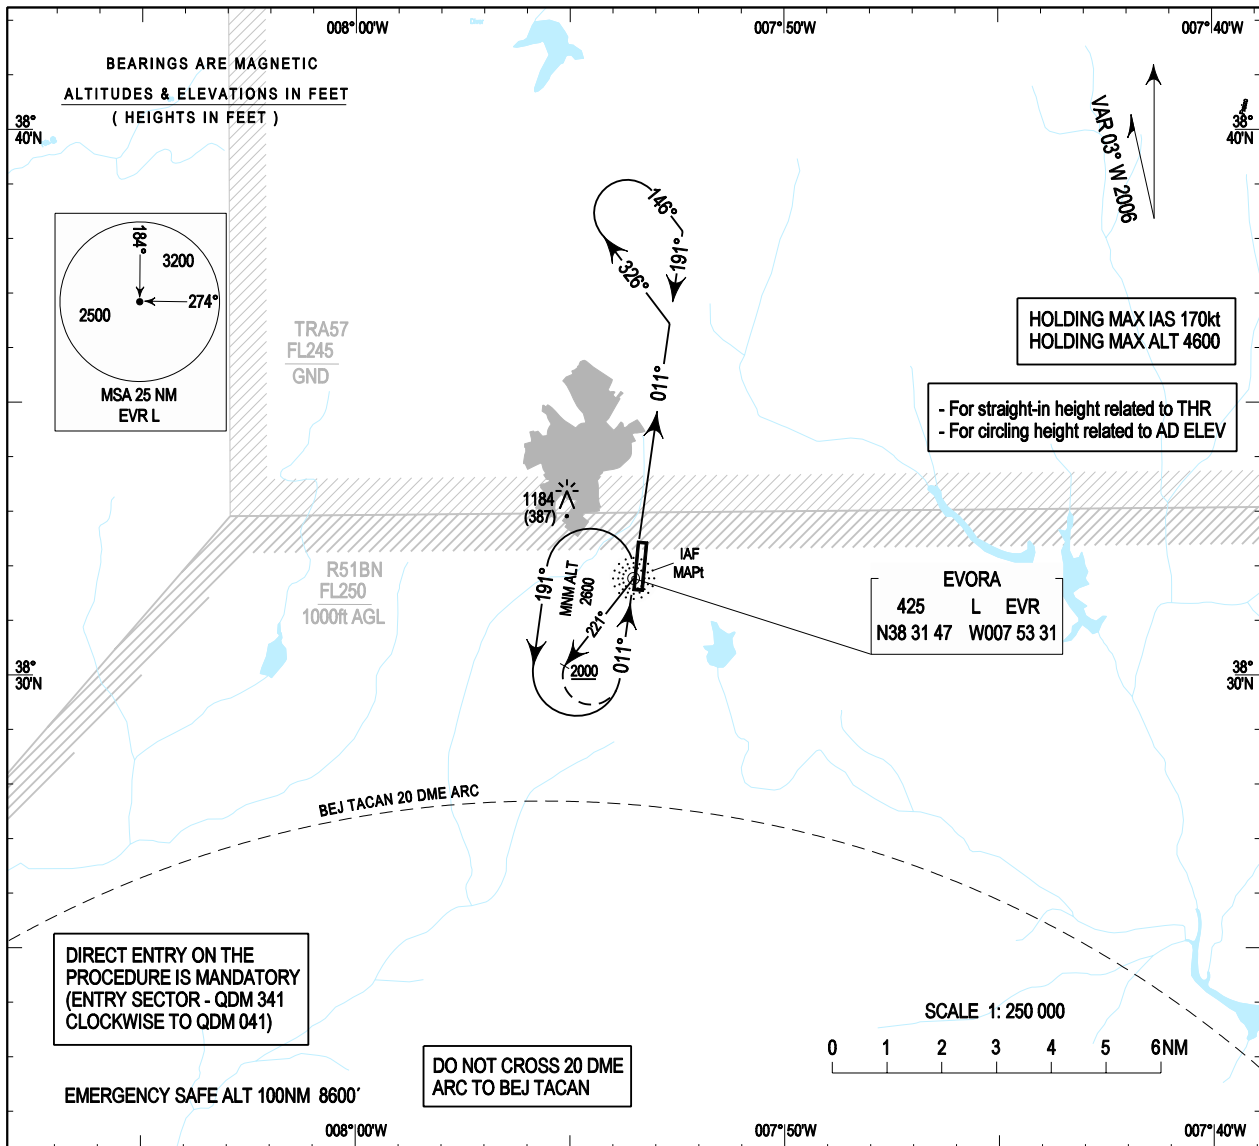 008°00'W
007°50'W
007°40'W
BEARINGS ARE MAGNETIC
ALTITUDES & ELEVATIONS IN FEET
( HEIGHTS IN FEET )
38°
40'N
38°
40'N
VAR 03° W 2006
184°
3200
274°
2500
MSA 25 NM
EVR L
146°
326°
191°
011°
HOLDING MAX IAS 170kt
HOLDING MAX ALT 4600
TRA57
FL245
GND
- For straight-in height related to THR
- For circling height related to AD ELEV
1184
(387)
IAF
MAPt
R51BN
FL250
1000ft AGL
191°
MNM ALT
2600
221°
011°
2000
EVORA
425 L EVR
N38 31 47 W007 53 31
38°
30'N
38°
30'N
BEJ TACAN 20 DME ARC
DIRECT ENTRY ON THE
PROCEDURE IS MANDATORY
(ENTRY SECTOR - QDM 341
CLOCKWISE TO QDM 041)
SCALE 1: 250 000
0 1 2 3 4 5 6NM
DO NOT CROSS 20 DME
ARC TO BEJ TACAN
EMERGENCY SAFE ALT 100NM 8600'
008°00'W
007°50'W
007°40'W